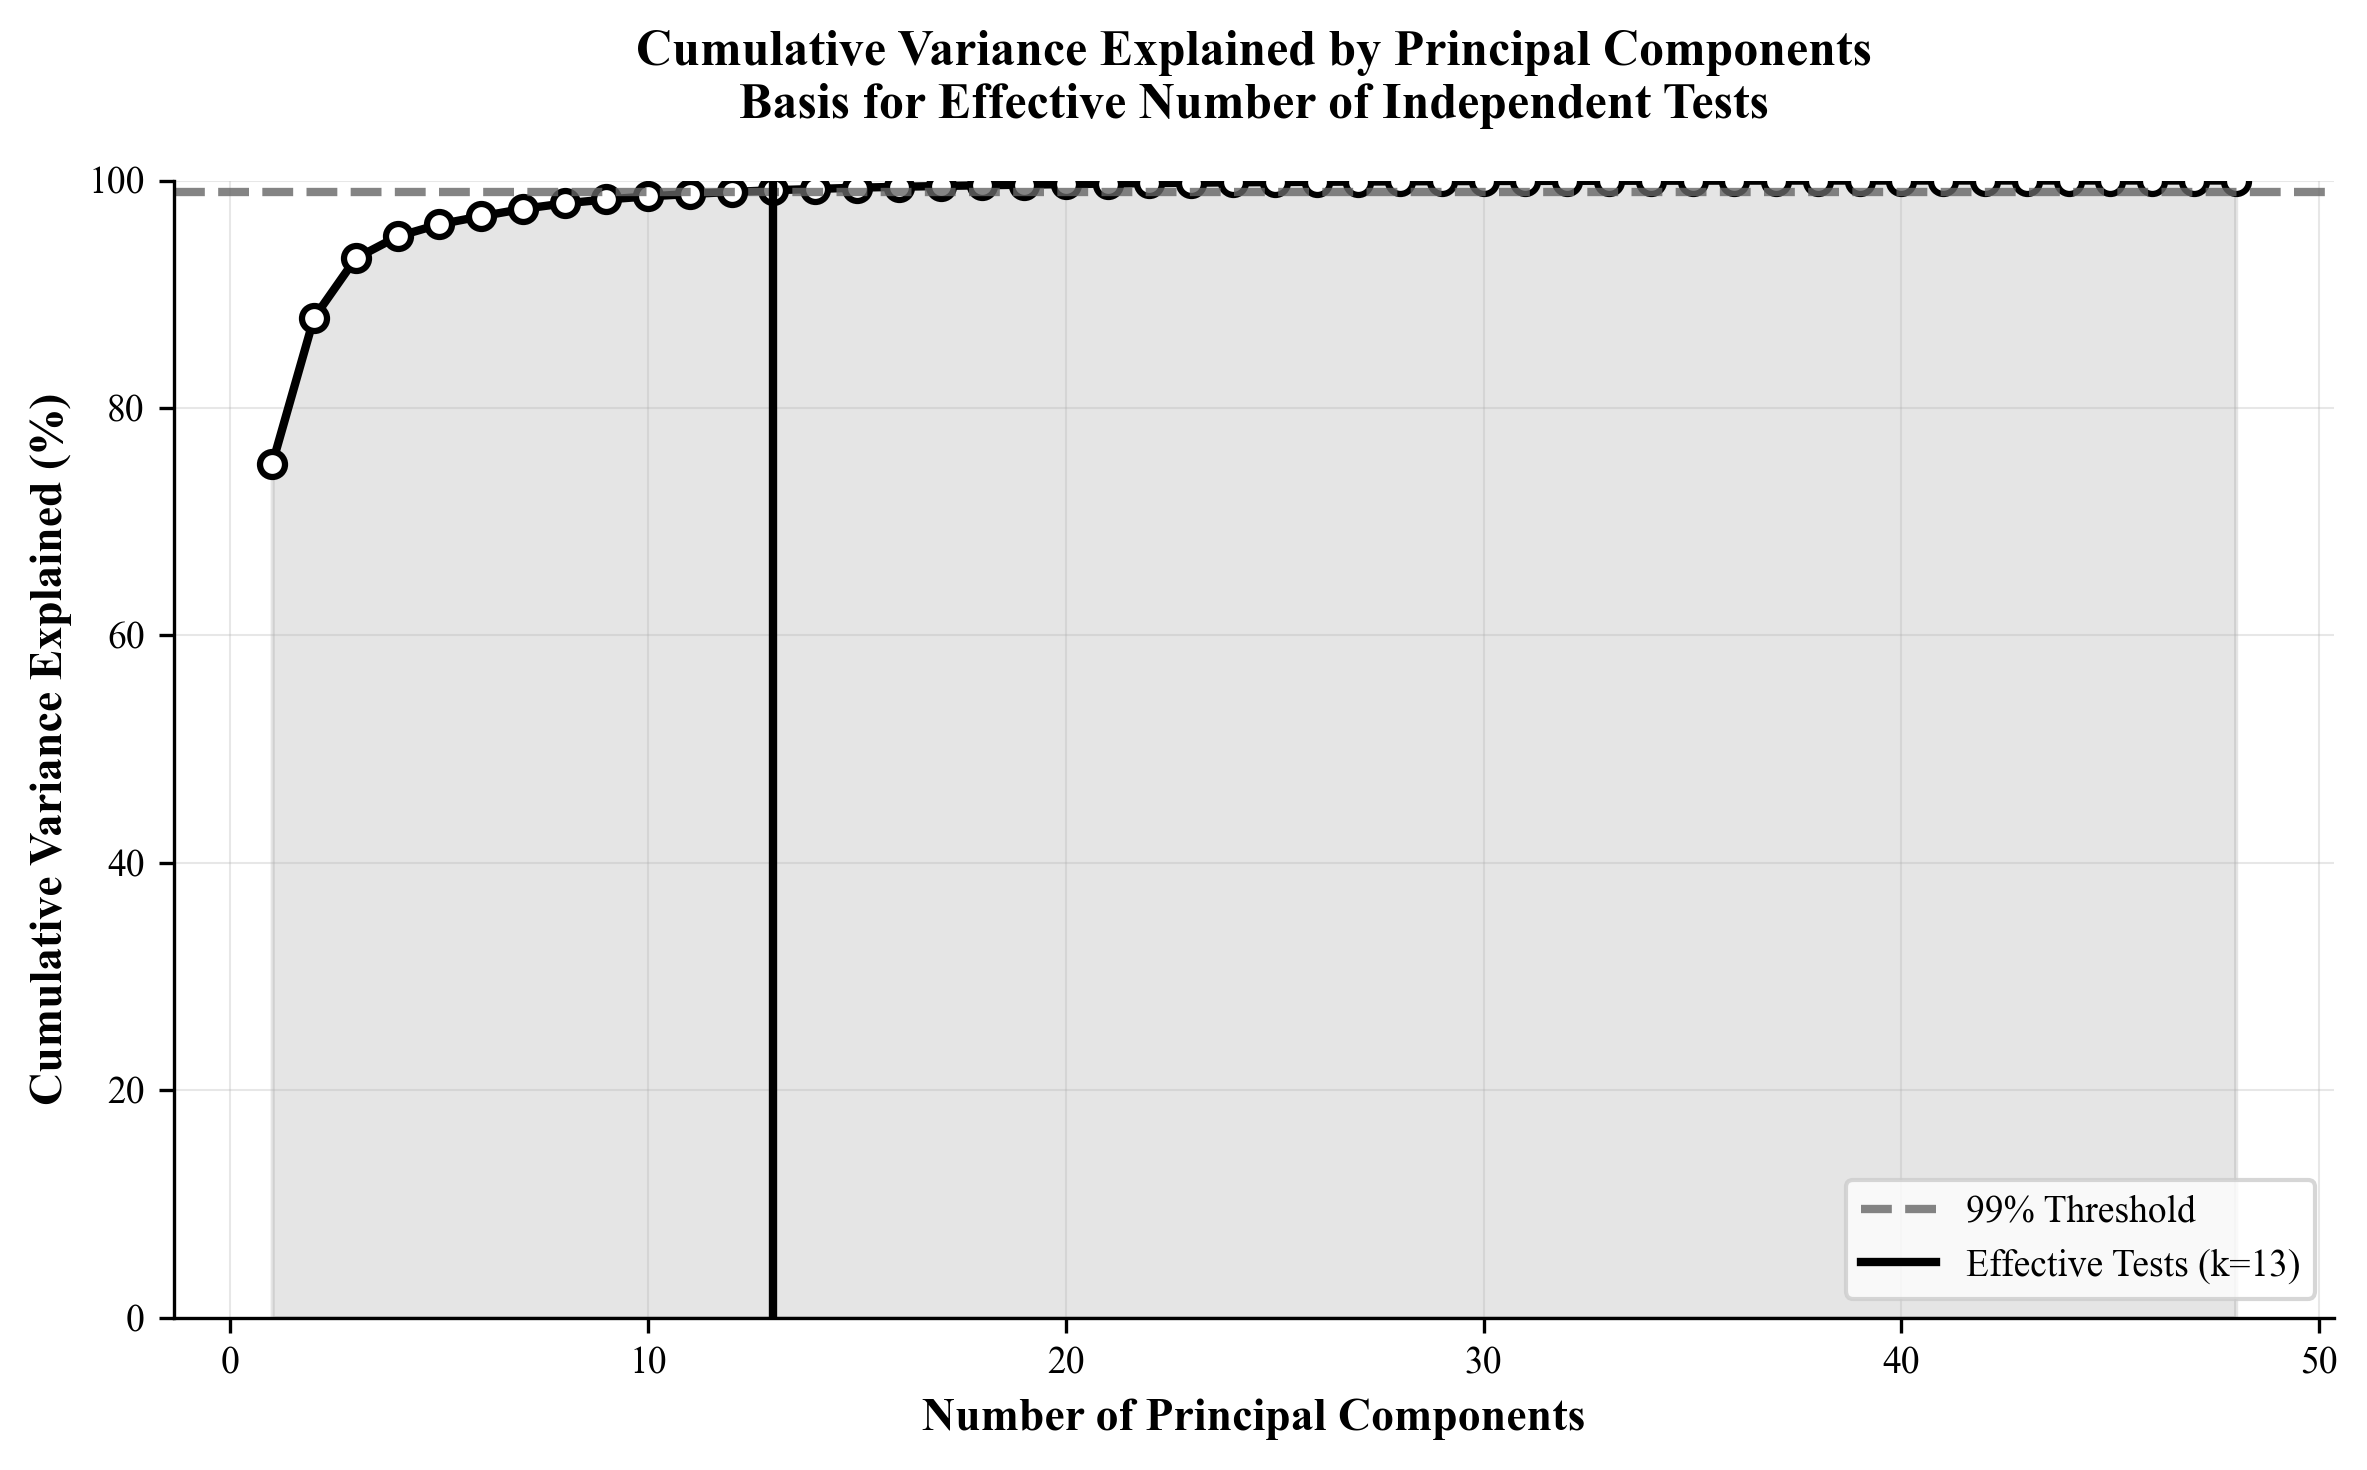 Cumulative Variance Explained by Principal Components
Basis for Effective Number of Independent Tests
Cumulative Variance Explained (%)
100
80
60
40
20
0
0 10 20 30 40 50
Number of Principal Components
99% Threshold
Effective Tests (k=13)